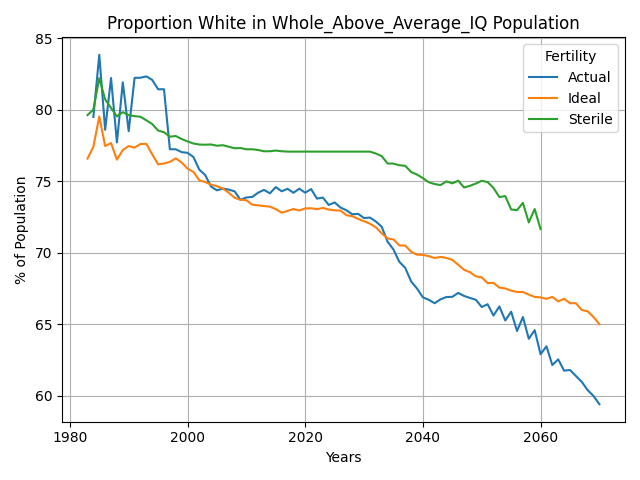 Proportion White in Whole_Above_Average_IQ Population
85
80
75
70
65
60
% of Population
Fertility
Actual
Ideal
Sterile
1980
2000
2020
2040
2060
Years